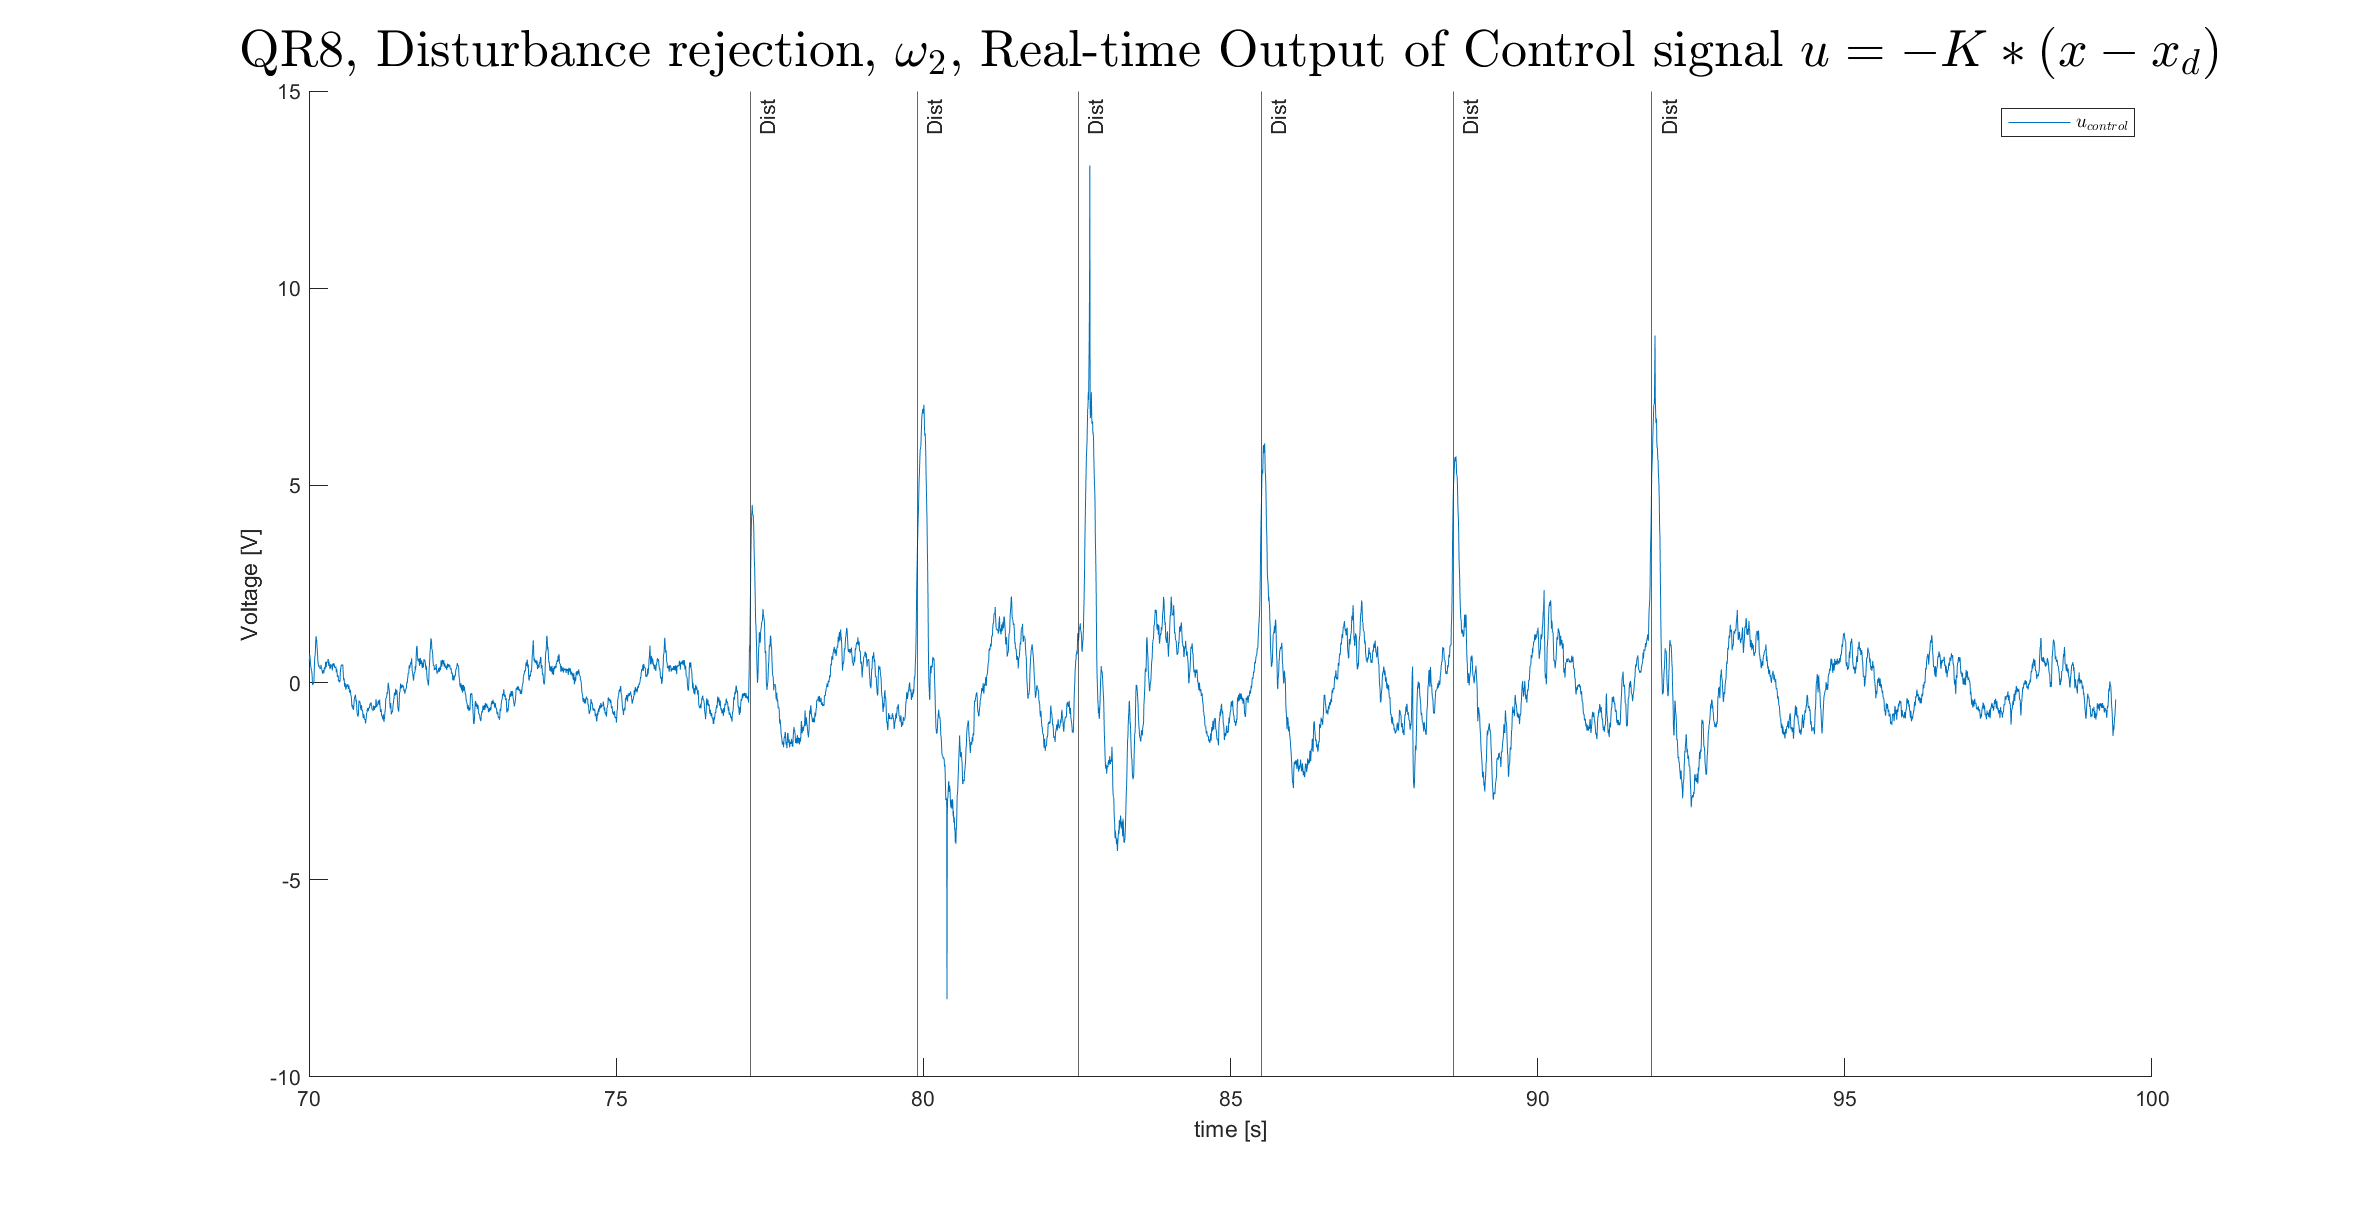 QR8, Disturbance rejection, ω₂, Real-time Output of Control signal u = −K ∗ (x − x_d)
15
Dist
Dist
Dist
Dist
Dist
Dist
u_control
10
5
Voltage [V]
0
-5
-10
70
75
80
85
90
95
100
time [s]